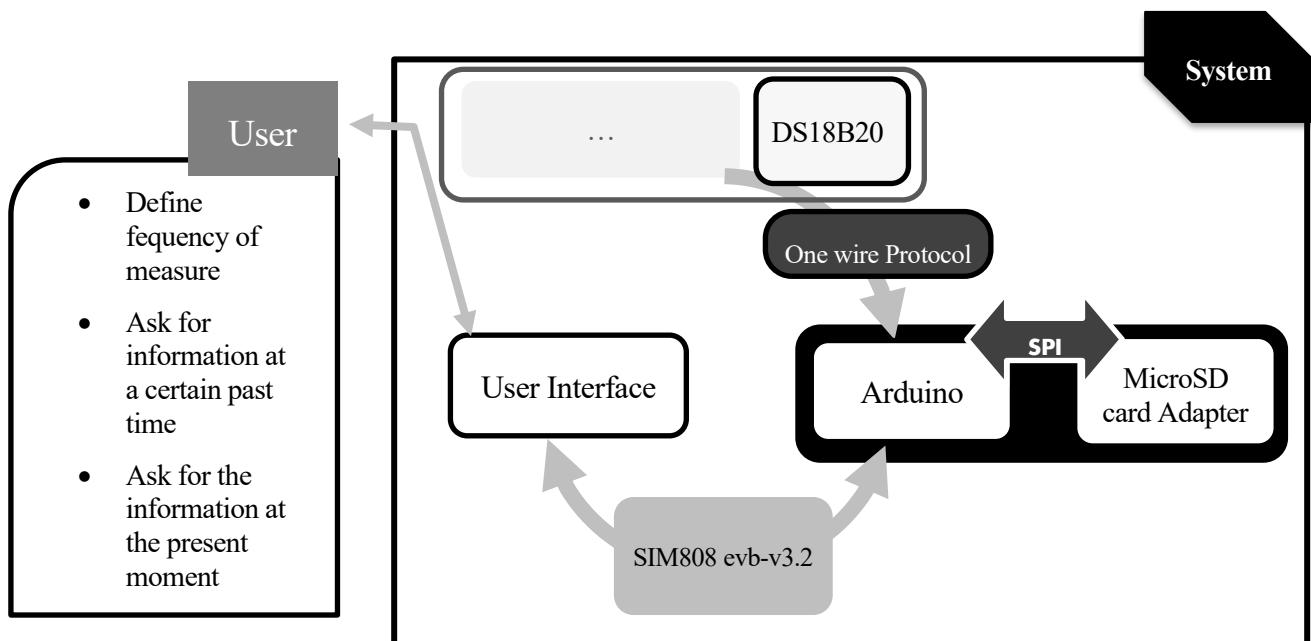 System
User
…
DS18B20
• Define
fequency of
measure
• Ask for
information at
a certain past
time
• Ask for the
information at
the present
moment
One wire Protocol
User Interface
Arduino
SPI
MicroSD
card Adapter
SIM808 evb-v3.2